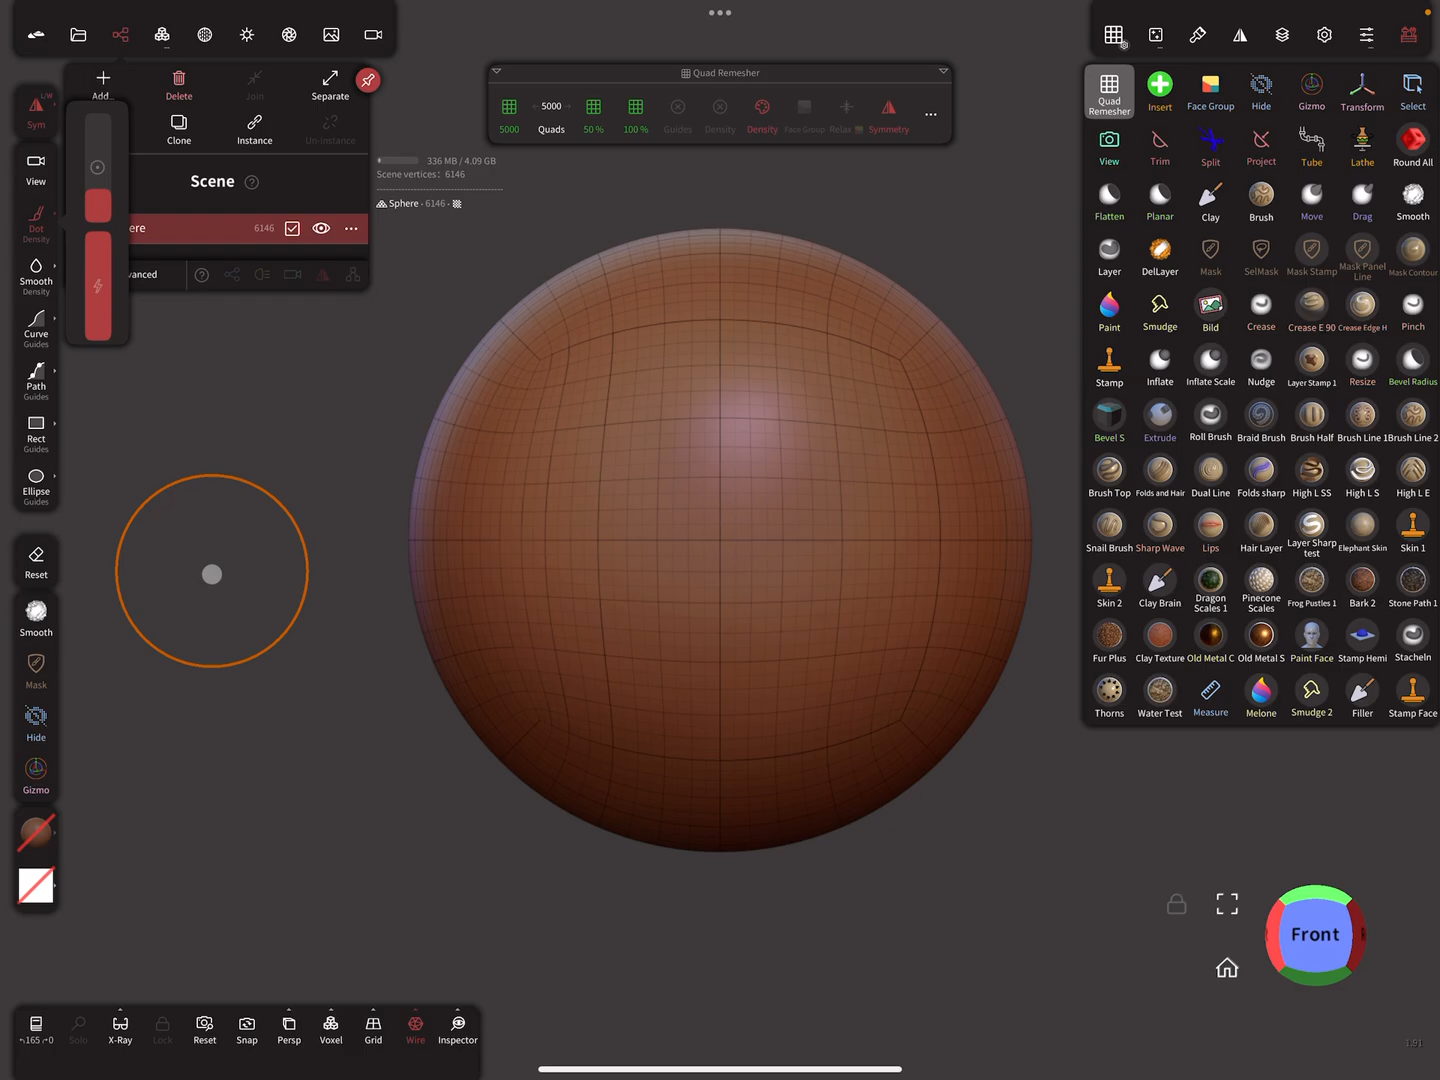 Add..
Delete
Join
Separate
Clone
Instance
Un-instance
Scene
ere
6146
vanced
336 MB / 4.09 GB
Scene vertices: 6146
Sphere · 6146 ·
Quad Remesher
5000
5000
Quads
50 %
100 %
Guides
Density
Density
Face Group
Relax
Symmetry
L/W
Sym
View
Dot
Density
Smooth
Density
Curve
Guides
Path
Guides
Rect
Guides
Ellipse
Guides
Reset
Smooth
Mask
Hide
Gizmo
Quad
Remesher
Insert
Face Group
Hide
Gizmo
Transform
Select
View
Trim
Split
Project
Tube
Lathe
Round All
Flatten
Planar
Clay
Brush
Move
Drag
Smooth
Layer
DelLayer
Mask
SelMask
Mask Stamp
Mask Panel
Line
Mask Contour
Paint
Smudge
Bild
Crease
Crease E 90
Crease Edge H
Pinch
Stamp
Inflate
Inflate Scale
Nudge
Layer Stamp 1
Resize
Bevel Radius
Bevel S
Extrude
Roll Brush
Braid Brush
Brush Half
Brush Line 1
Brush Line 2
Brush Top
Folds and Hair
Dual Line
Folds sharp
High L SS
High L S
High L E
Snail Brush
Sharp Wave
Lips
Hair Layer
Layer Sharp
test
Elephant Skin
Skin 1
Skin 2
Clay Brain
Dragon
Scales 1
Pinecone
Scales
Frog Pustles 1
Bark 2
Stone Path 1
Fur Plus
Clay Texture
Old Metal C
Old Metal S
Paint Face
Stamp Hemi
Stacheln
Thorns
Water Test
Measure
Melone
Smudge 2
Filler
Stamp Face
Front
165
0
Solo
X-Ray
Lock
Reset
Snap
Persp
Voxel
Grid
Wire
Inspector
1.91